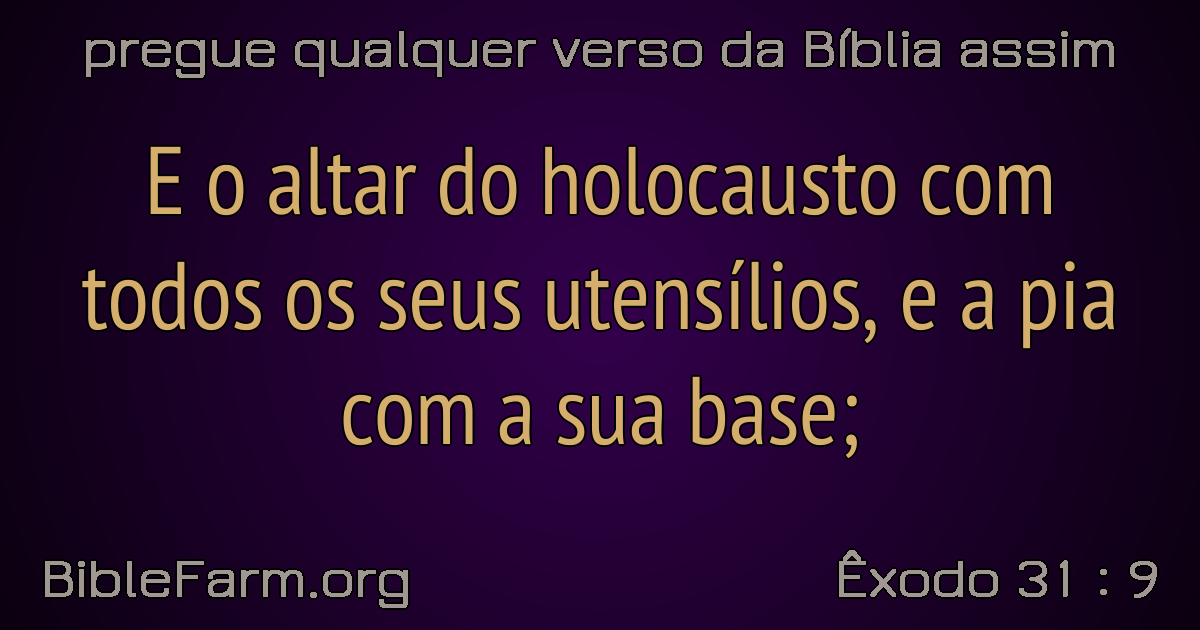 pregue qualquer verso da Bíblia assim
E o altar do holocausto com
todos os seus utensílios, e a pia
com a sua base;
BibleFarm.org
Êxodo 31 : 9